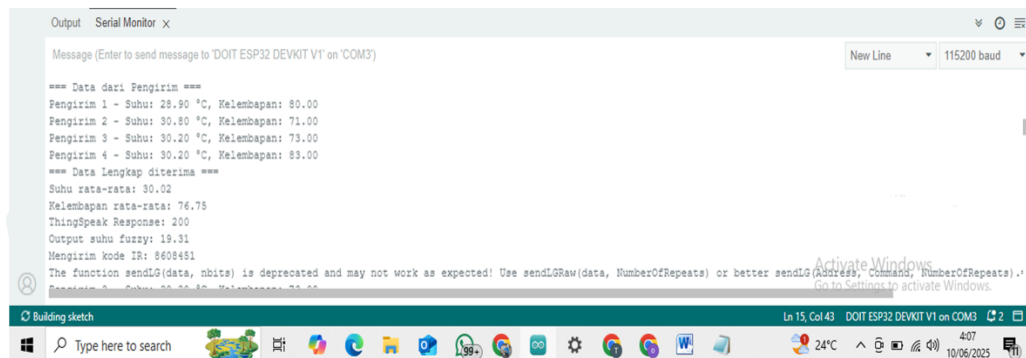 Output Serial Monitor
Message (Enter to send message to 'DOIT ESP32 DEVKIT V1' on 'COM3')
New Line 115200 baud
=== Data dari Pengirim ===
Pengirim 1 - Suhu: 28.90 °C, Kelembapan: 80.00
Pengirim 2 - Suhu: 30.80 °C, Kelembapan: 71.00
Pengirim 3 - Suhu: 30.20 °C, Kelembapan: 73.00
Pengirim 4 - Suhu: 30.20 °C, Kelembapan: 83.00
=== Data Lengkap diterima ===
Suhu rata-rata: 30.02
Kelembapan rata-rata: 76.75
ThingSpeak Response: 200
Output suhu fuzzy: 19.31
Mengirim kode IR: 8608451
The function sendLG(data, nbits) is deprecated and may not work as expected! Use sendLGRaw(data, NumberOfRepeats) or better sendLG(Address, Command, NumberOfRepeats).
Activate Windows
Go to Settings to activate Windows.
Building sketch
Ln 15, Col 43 DOIT ESP32 DEVKIT V1 on COM3 2
Type here to search
99+
24°C
4:07
10/06/2025